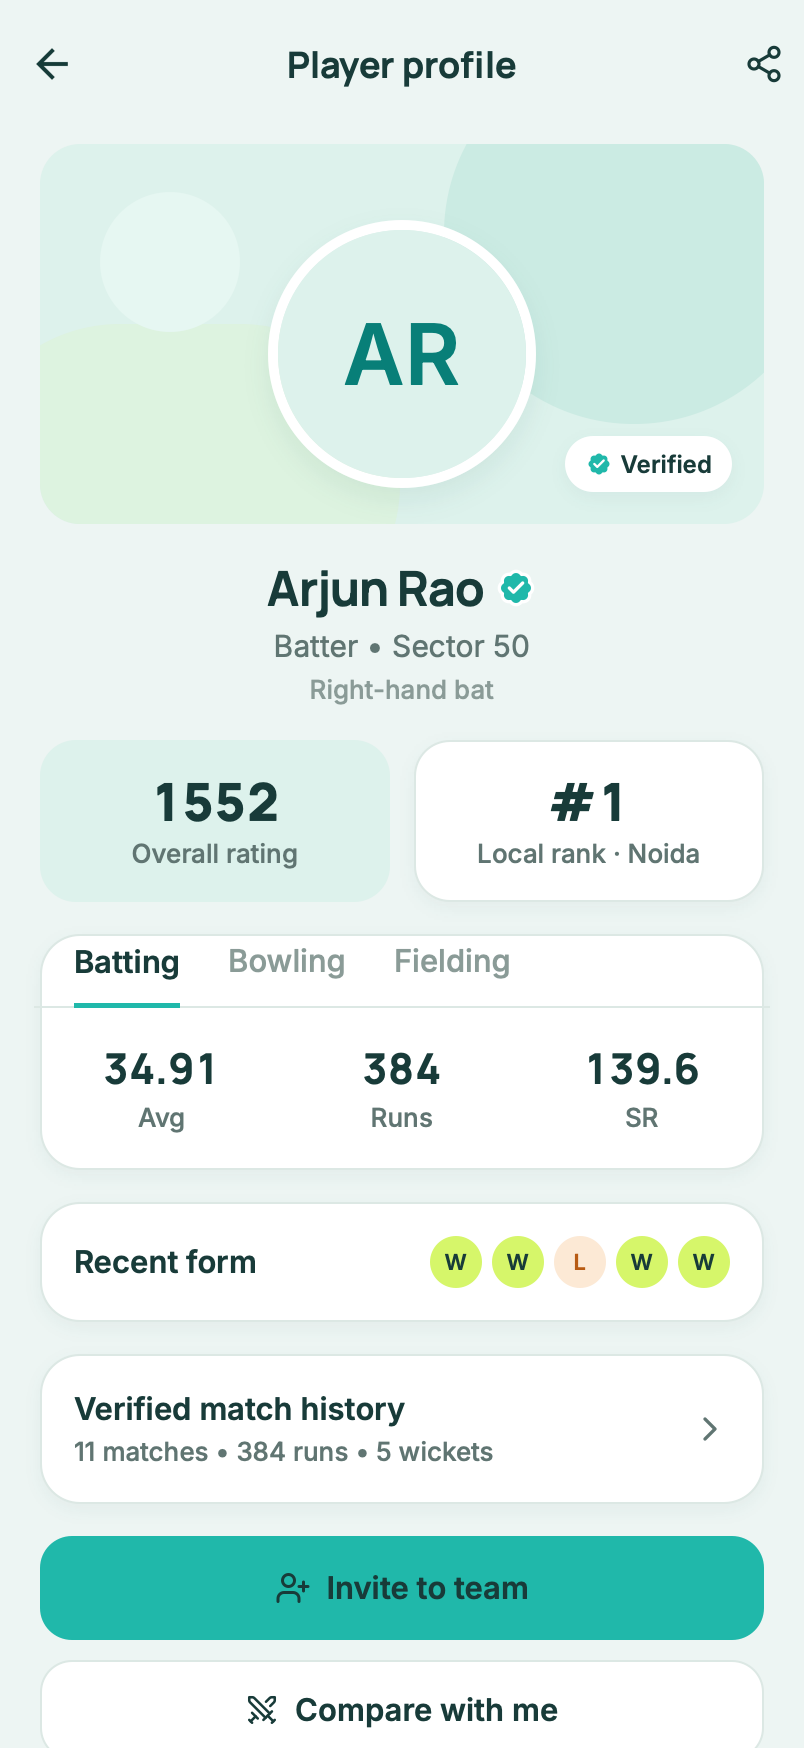 Player profile
AR
Verified
Arjun Rao
Batter • Sector 50
Right-hand bat
1552
Overall rating
#1
Local rank · Noida
Batting Bowling Fielding
34.91 384 139.6
Avg Runs SR
Recent form W W L W W
Verified match history
11 matches • 384 runs • 5 wickets
Invite to team
Compare with me